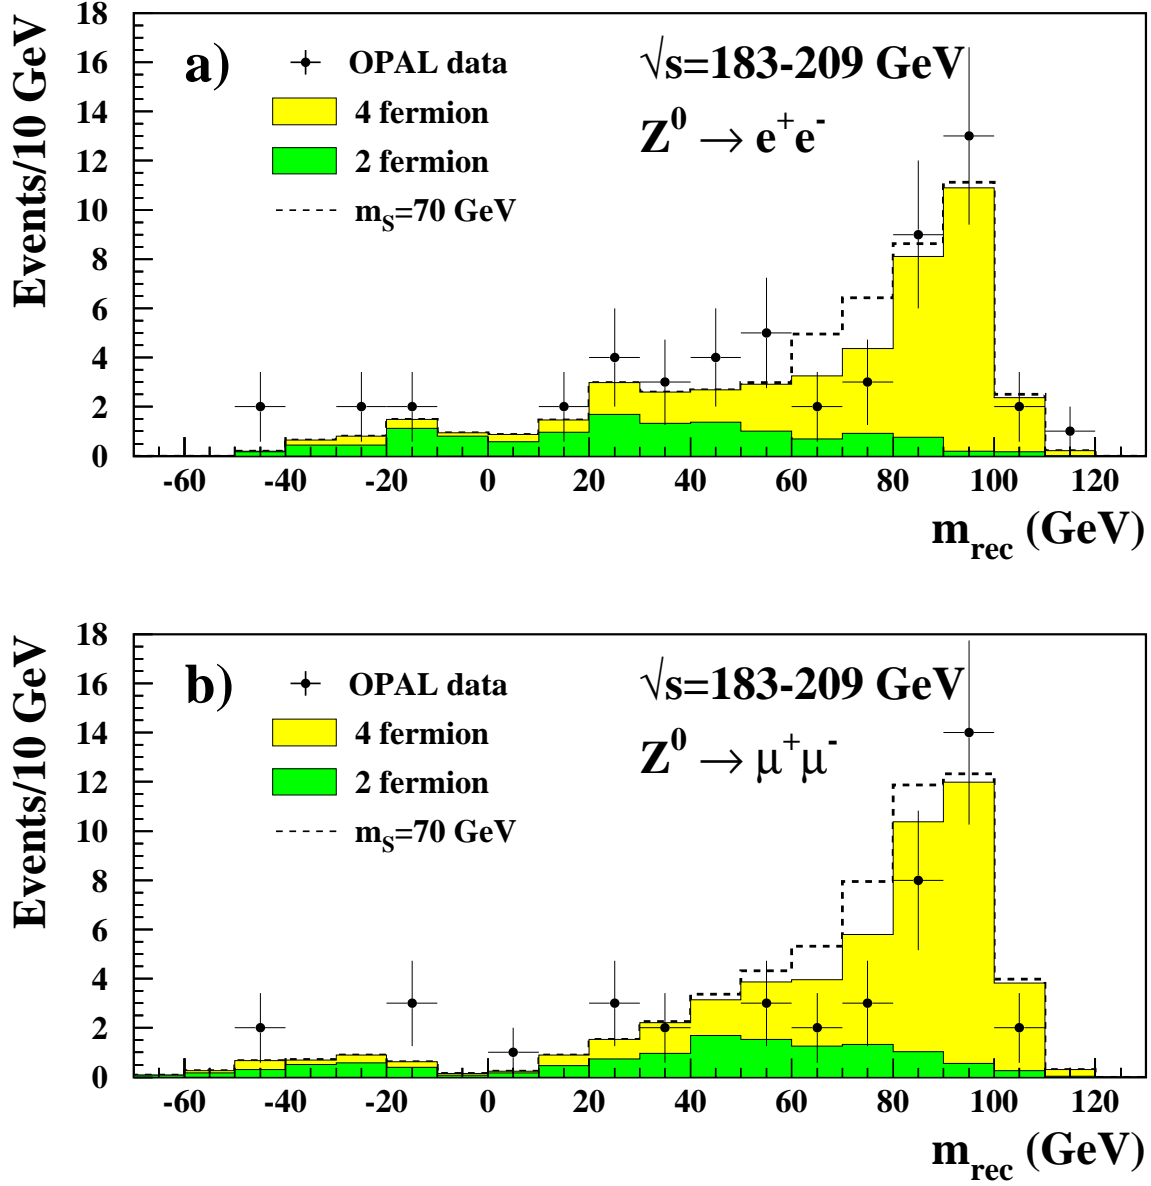 Events/10 GeV
18
16
14
12
10
8
6
4
2
0
a)
OPAL data
4 fermion
2 fermion
m_S=70 GeV
√s=183-209 GeV
Z⁰ → e⁺e⁻
-60 -40 -20 0 20 40 60 80 100 120
m_rec (GeV)
Events/10 GeV
18
16
14
12
10
8
6
4
2
0
b)
OPAL data
4 fermion
2 fermion
m_S=70 GeV
√s=183-209 GeV
Z⁰ → μ⁺μ⁻
-60 -40 -20 0 20 40 60 80 100 120
m_rec (GeV)